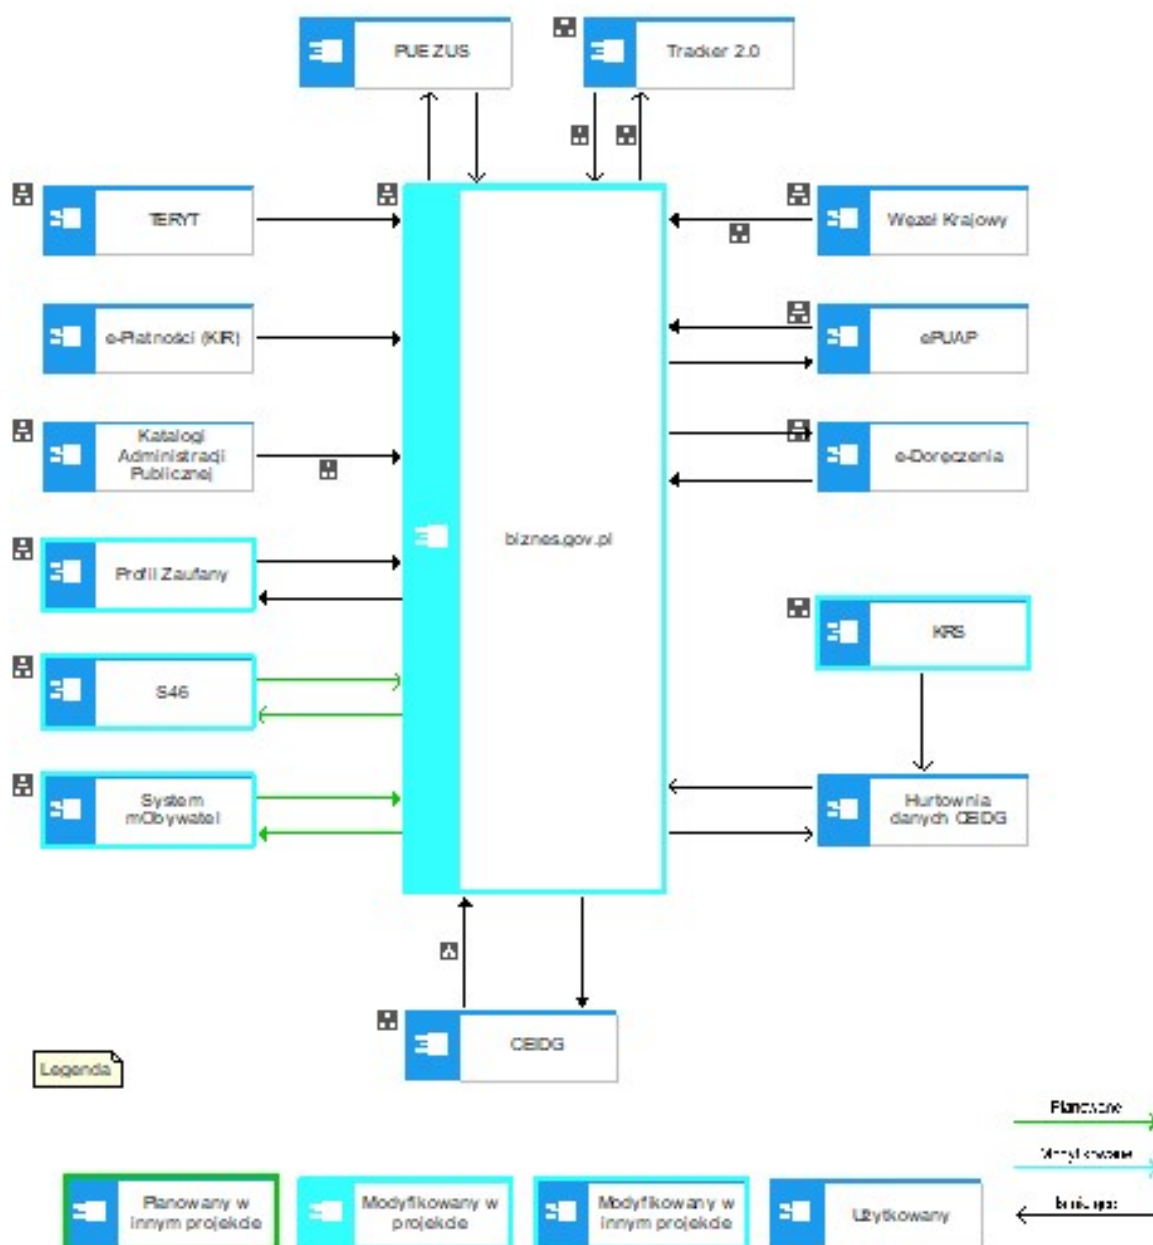 PUE ZUS
Tracker 2.0
TERYT
Węzeł Krajowy
e-Płatności (KIR)
ePUAP
Katalogi
Administracji
Publicznej
e-Doręczenia
biznes.gov.pl
Profil Zaufany
KRS
S46
System
mObywatel
Hurtownia
danych CEIDG
CEIDG
Legenda
Planowane
Modyfikowane
Istniejące
Planowany w
innym projekcie
Modyfikowany w
projekcie
Modyfikowany w
innym projekcie
Użytkowany